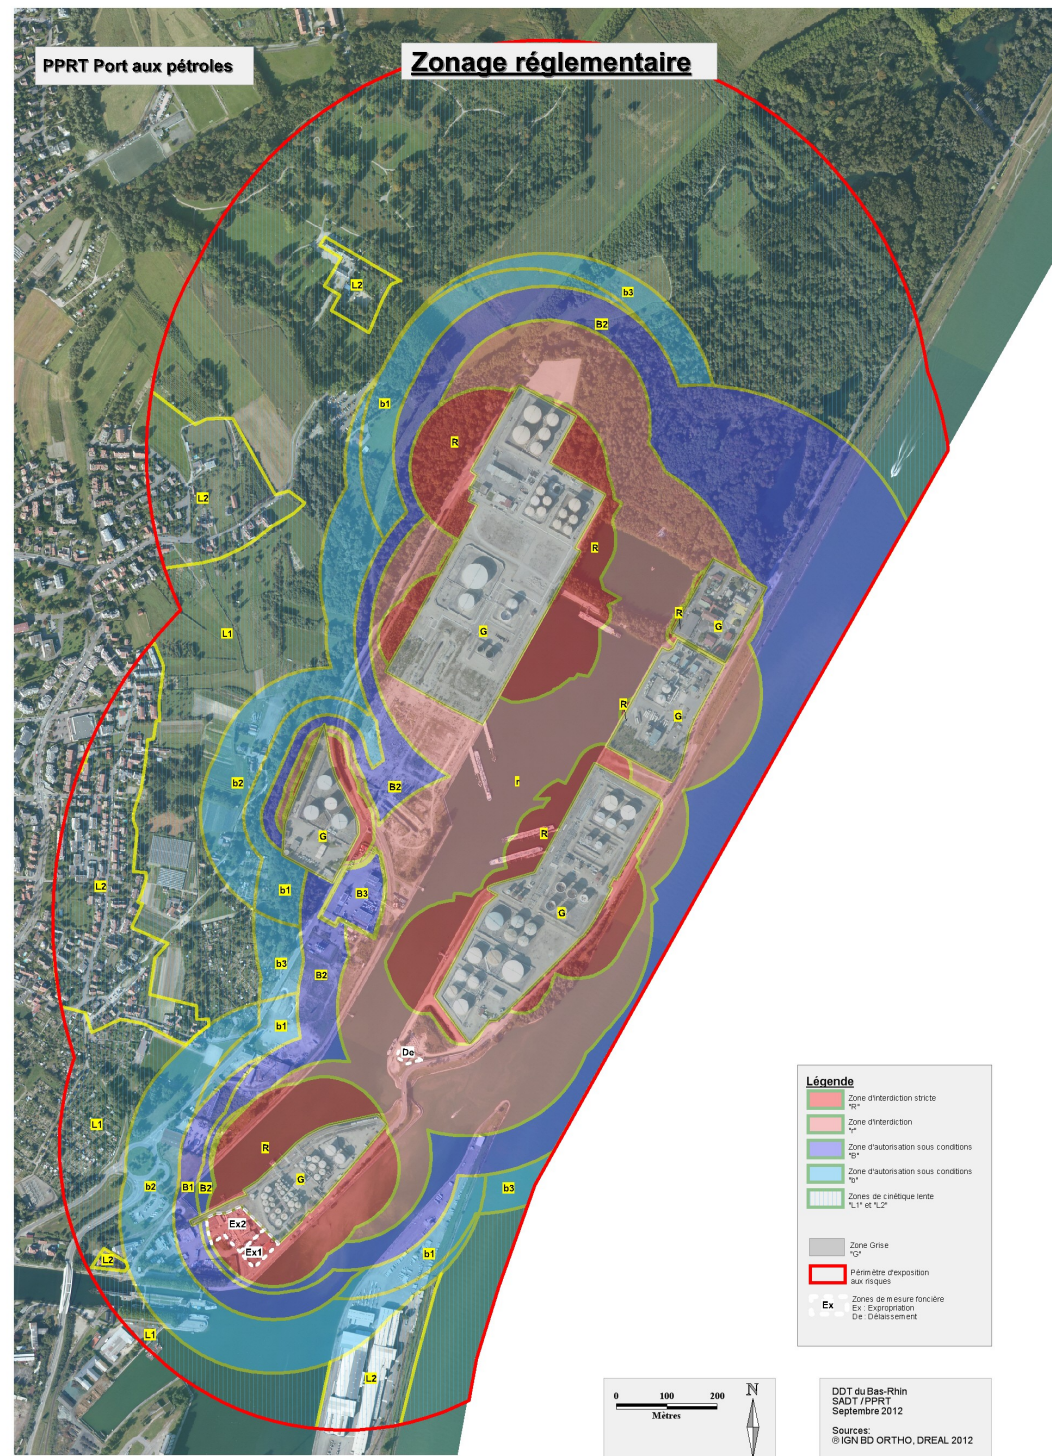 PPRT Port aux pétroles
Zonage réglementaire
L2
b3
B2
b1
R
L2
R
R
G
L1
G
R
G
r
b2
B2
R
G
L2
b1
B3
G
b3
B2
b1
De
L1
R
b2
B1
B2
G
b3
Ex2
Ex1
b1
L2
L1
L2
Légende
Zone d'interdiction stricte
"R"
Zone d'interdiction
"r"
Zone d'autorisation sous conditions
"B"
Zone d'autorisation sous conditions
"b"
Zones de cinétique lente
"L1" et "L2"
Zone Grise
"G"
Périmètre d'exposition
aux risques
Ex
Zones de mesure foncière
Ex : Expropriation
De : Délaissement
0 100 200
Mètres
N
DDT du Bas-Rhin
SADT / PPRT
Septembre 2012
Sources:
® IGN BD ORTHO, DREAL 2012